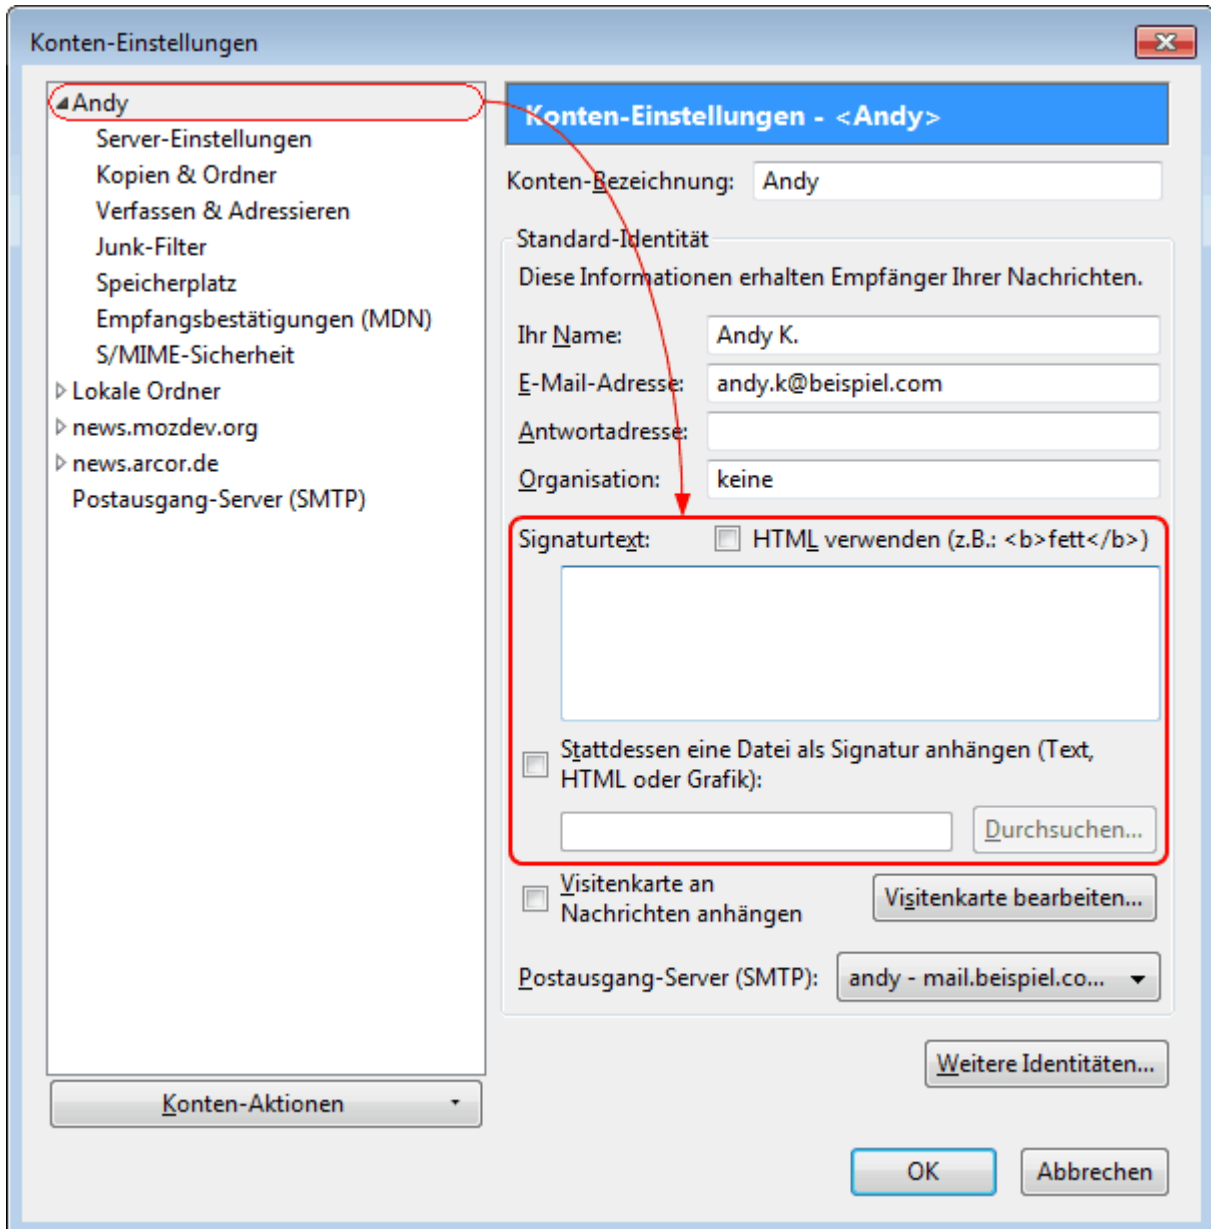 Konten-Einstellungen
Andy
Server-Einstellungen
Kopien & Ordner
Verfassen & Adressieren
Junk-Filter
Speicherplatz
Empfangsbestätigungen (MDN)
S/MIME-Sicherheit
Lokale Ordner
news.mozdev.org
news.arcor.de
Postausgang-Server (SMTP)
Konten-Aktionen
Konten-Einstellungen - <Andy>
Konten-Bezeichnung: Andy
Standard-Identität
Diese Informationen erhalten Empfänger Ihrer Nachrichten.
Ihr Name: Andy K.
E-Mail-Adresse: andy.k@beispiel.com
Antwortadresse:
Organisation: keine
Signaturtext: HTML verwenden (z.B.: <b>fett</b>)
Stattdessen eine Datei als Signatur anhängen (Text,
HTML oder Grafik):
Durchsuchen...
Visitenkarte an
Nachrichten anhängen
Visitenkarte bearbeiten...
Postausgang-Server (SMTP): andy - mail.beispiel.co...
Weitere Identitäten...
OK Abbrechen